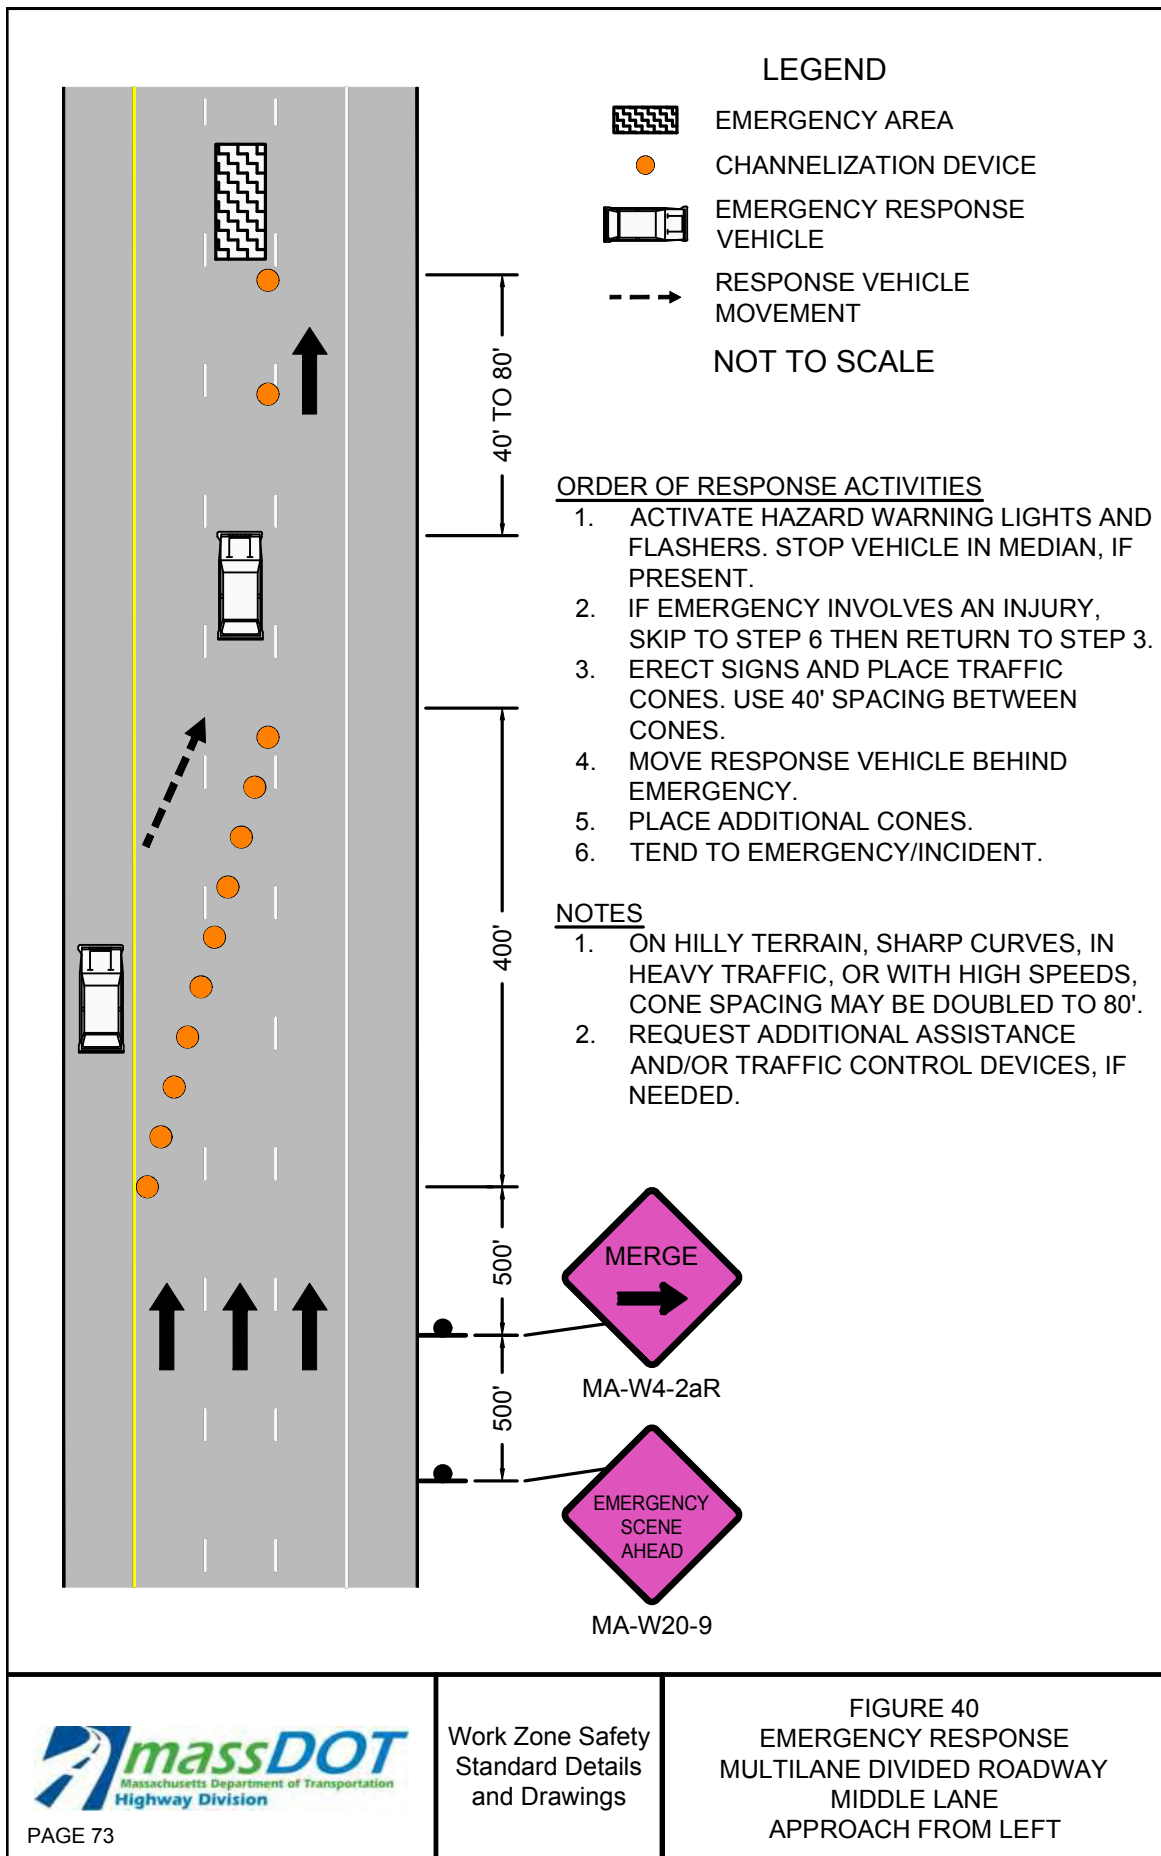 LEGEND
EMERGENCY AREA
CHANNELIZATION DEVICE
EMERGENCY RESPONSE
VEHICLE
RESPONSE VEHICLE
MOVEMENT
NOT TO SCALE
40' TO 80'
ORDER OF RESPONSE ACTIVITIES
1. ACTIVATE HAZARD WARNING LIGHTS AND
FLASHERS. STOP VEHICLE IN MEDIAN, IF
PRESENT.
2. IF EMERGENCY INVOLVES AN INJURY,
SKIP TO STEP 6 THEN RETURN TO STEP 3.
3. ERECT SIGNS AND PLACE TRAFFIC
CONES. USE 40' SPACING BETWEEN
CONES.
4. MOVE RESPONSE VEHICLE BEHIND
EMERGENCY.
5. PLACE ADDITIONAL CONES.
6. TEND TO EMERGENCY/INCIDENT.
400'
NOTES
1. ON HILLY TERRAIN, SHARP CURVES, IN
HEAVY TRAFFIC, OR WITH HIGH SPEEDS,
CONE SPACING MAY BE DOUBLED TO 80'.
2. REQUEST ADDITIONAL ASSISTANCE
AND/OR TRAFFIC CONTROL DEVICES, IF
NEEDED.
500'
MERGE
MA-W4-2aR
500'
EMERGENCY
SCENE
AHEAD
MA-W20-9
massDOT
Massachusetts Department of Transportation
Highway Division
PAGE 73
Work Zone Safety
Standard Details
and Drawings
FIGURE 40
EMERGENCY RESPONSE
MULTILANE DIVIDED ROADWAY
MIDDLE LANE
APPROACH FROM LEFT